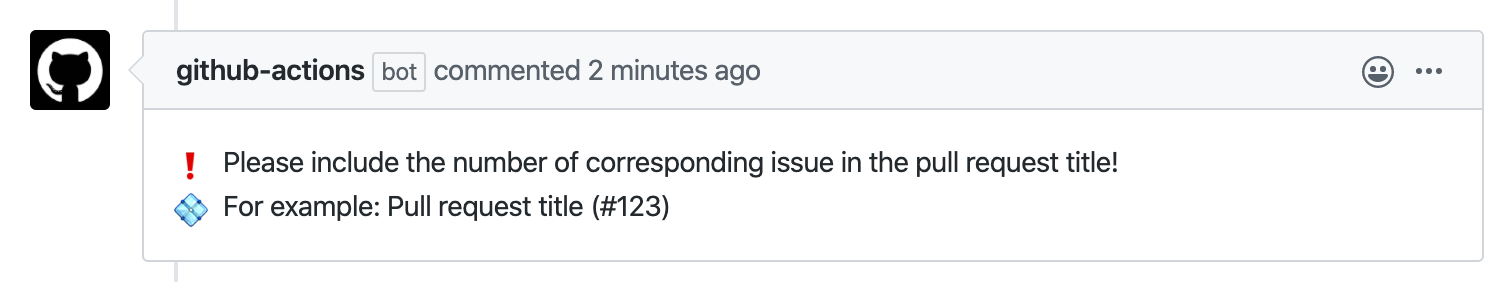 github-actions bot commented 2 minutes ago
❗ Please include the number of corresponding issue in the pull request title!
💠 For example: Pull request title (#123)